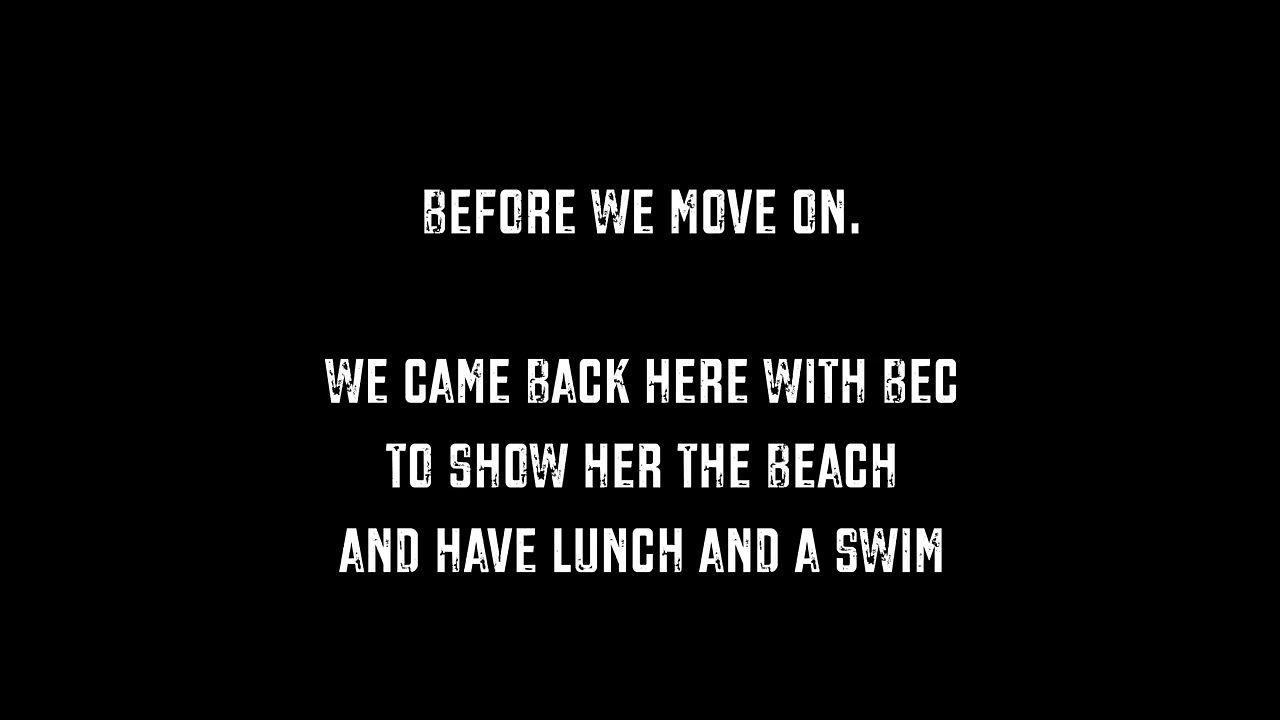 BEFORE WE MOVE ON.
WE CAME BACK HERE WITH BEC
TO SHOW HER THE BEACH
AND HAVE LUNCH AND A SWIM